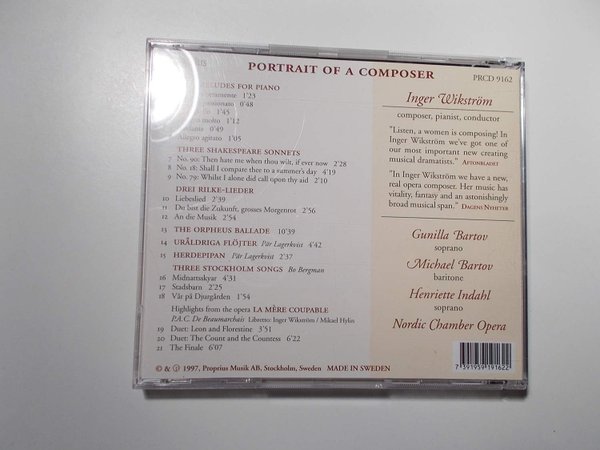 PORTRAIT OF A COMPOSER
PRCD 9162
FOR PIANO
1'23
0'48
1'45
molto 1'12
0'49
Allegro agitato 1'05
THREE SHAKESPEARE SONNETS
7 No. 90: Then hate me when thou wilt, if ever now 2'28
8 No. 18: Shall I compare thee to a summer's day 4'19
9 No. 79: Whilst I alone did call upon thy aid 2'10
DREI RILKE-LIEDER
10 Liebeslied 2'39
11 Du bist die Zukunft, grosses Morgenrot 2'56
12 An die Musik 2'54
13 THE ORPHEUS BALLADE 10'39
14 URÅLDRIGA FLÖJTER Pär Lagerkvist 4'42
15 HERDEPIPAN Pär Lagerkvist 2'37
THREE STOCKHOLM SONGS Bo Bergman
16 Midnattsskyar 4'31
17 Stadsbarn 2'25
18 Vår på Djurgården 1'54
Highlights from the opera LA MÈRE COUPABLE
P.A.C. De Beaumarchais Libretto: Inger Wikström / Mikael Hylin
19 Duet: Leon and Florestine 3'51
20 Duet: The Count and the Countess 6'22
21 The Finale 6'07
Inger Wikström
composer, pianist, conductor
"Listen, a women is composing! In
Inger Wikström we've got one of
our most important new creating
musical dramatists." AFTONBLADET
"In Inger Wikström we have a new,
real opera composer. Her music has
vitality, fantasy and an astonishingly
broad musical span." DAGENS NYHETER
Gunilla Bartov
soprano
Michael Bartov
baritone
Henriette Indahl
soprano
Nordic Chamber Opera
7 391959 191622
© & ℗ 1997, Proprius Musik AB, Stockholm, Sweden MADE IN SWEDEN